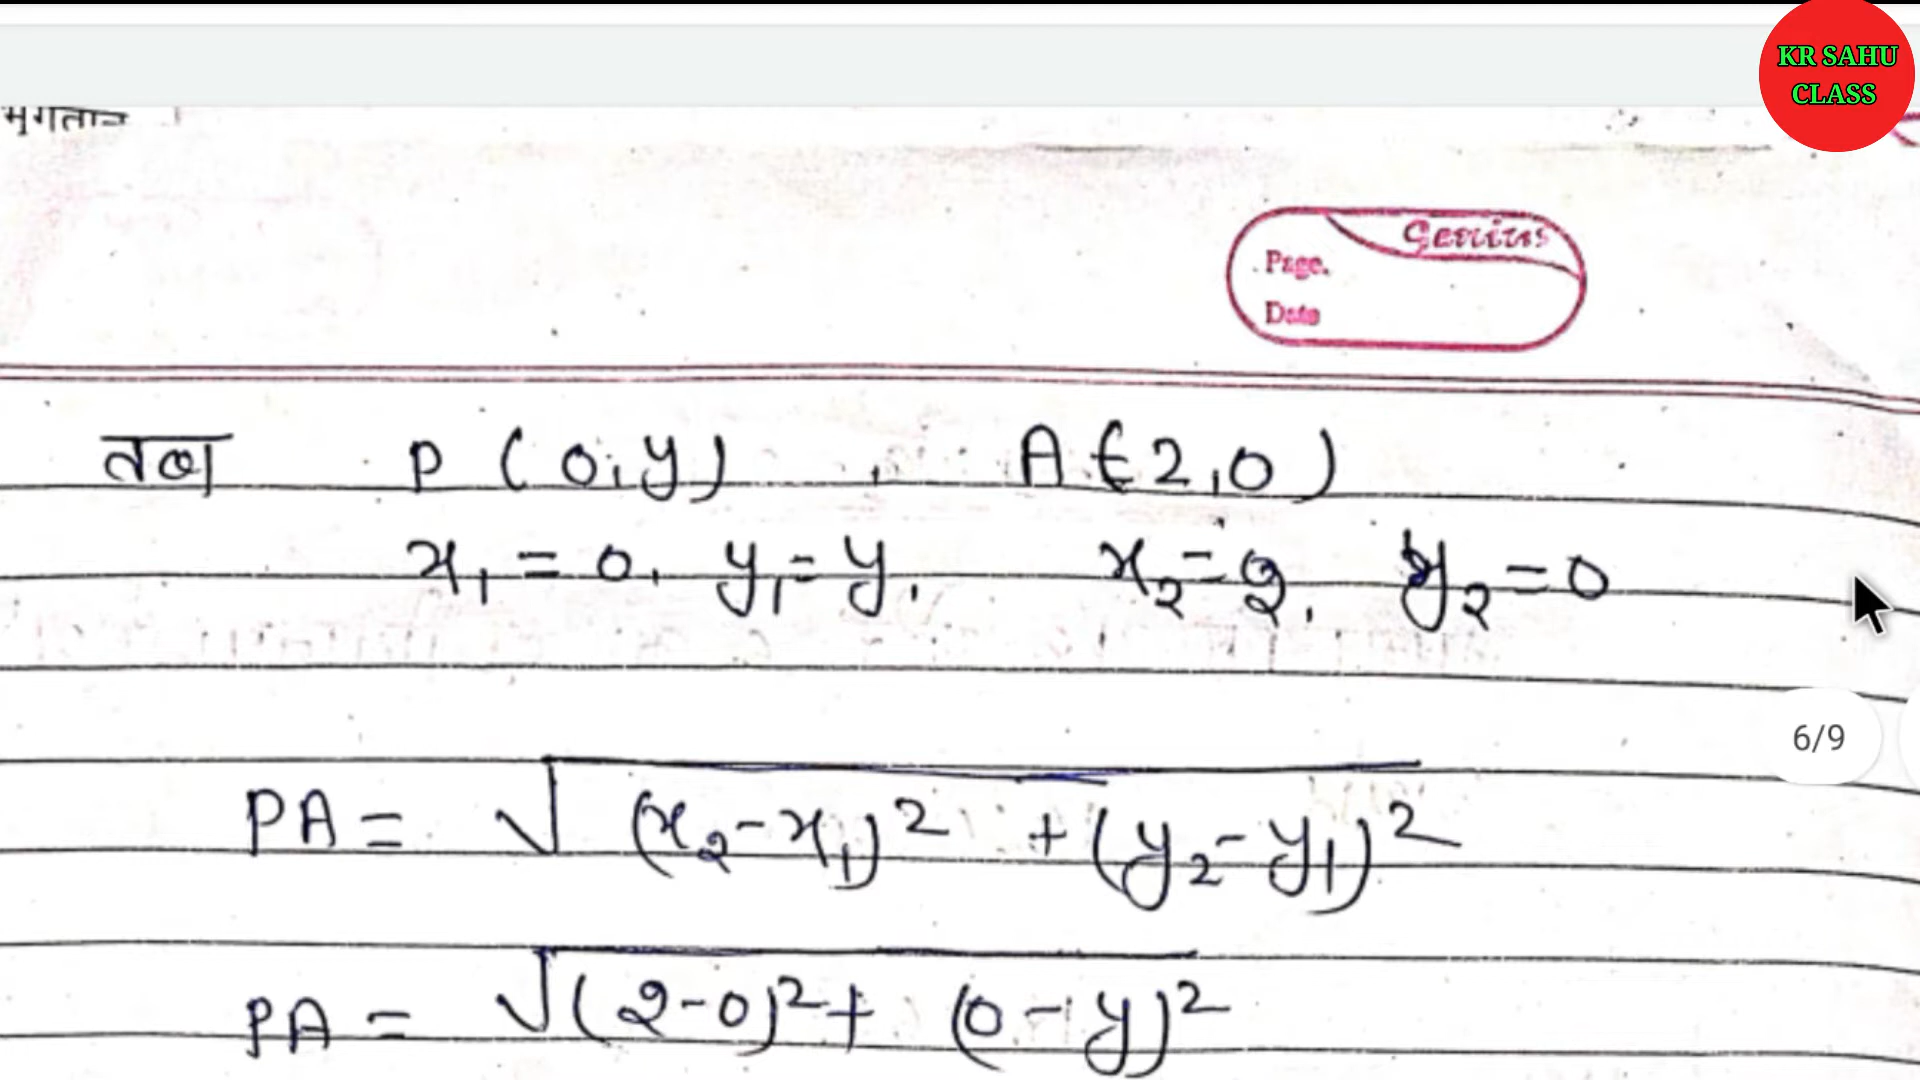 KR SAHU
CLASS
भुगतान
Genius
Page.
Date
तथा P (0, y) , A (-2, 0)
x₁ = 0, y₁ = y, x₂ = 2, y₂ = 0
6/9
PA = √(x₂-x₁)² + (y₂-y₁)²
PA = √(2-0)² + (0-y)²